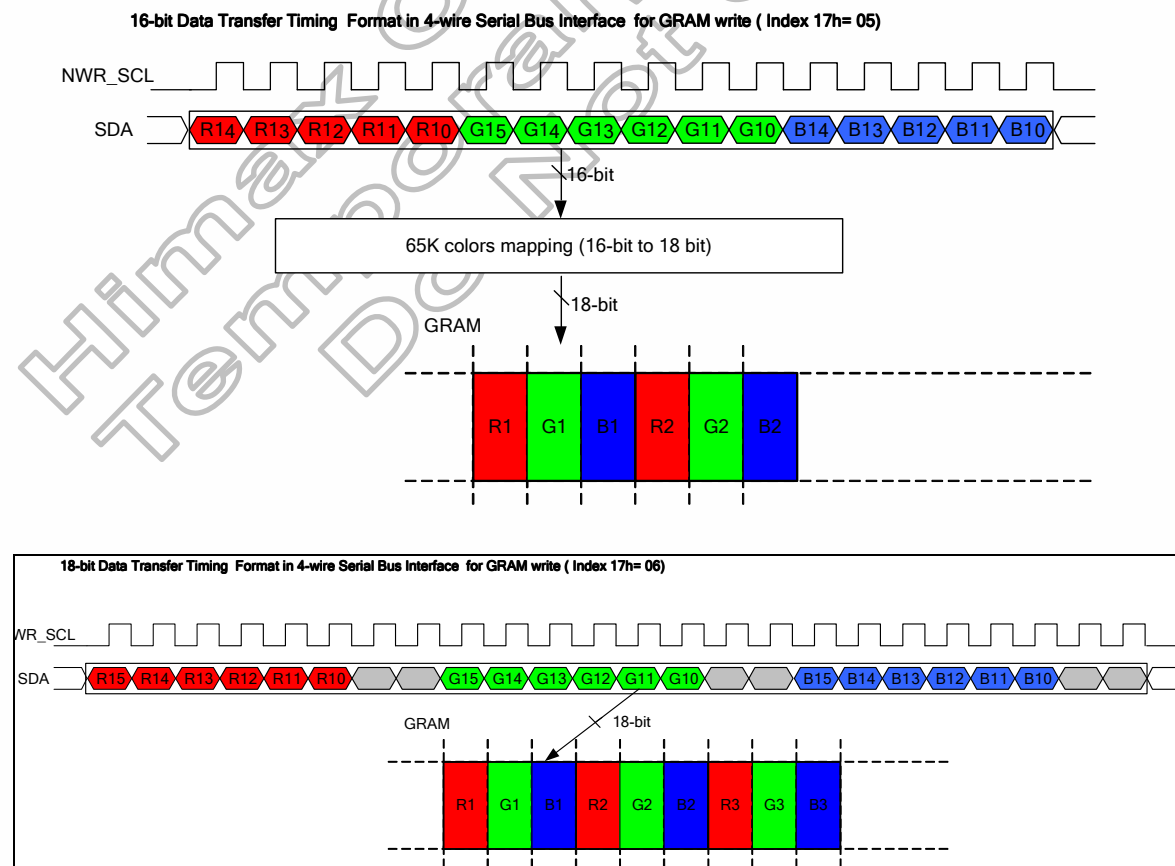 16-bit Data Transfer Timing Format in 4-wire Serial Bus Interface for GRAM write ( Index 17h= 05)
NWR_SCL
SDA R14 R13 R12 R11 R10 G15 G14 G13 G12 G11 G10 B14 B13 B12 B11 B10
16-bit
65K colors mapping (16-bit to 18 bit)
18-bit
GRAM
R1 G1 B1 R2 G2 B2
Himax
Do Not
18-bit Data Transfer Timing Format in 4-wire Serial Bus Interface for GRAM write ( Index 17h= 06)
WR_SCL
SDA R15 R14 R13 R12 R11 R10 G15 G14 G13 G12 G11 G10 B15 B14 B13 B12 B11 B10
GRAM 18-bit
R1 G1 B1 R2 G2 B2 R3 G3 B3